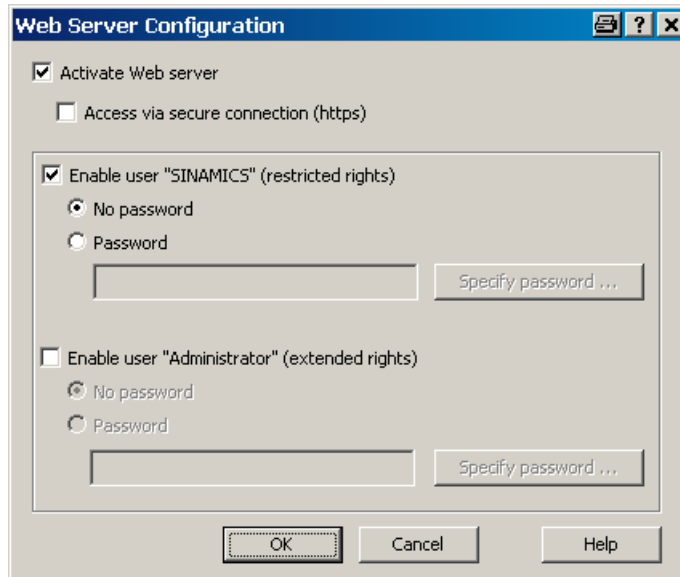 Web Server Configuration
Activate Web server
Access via secure connection (https)
Enable user "SINAMICS" (restricted rights)
No password
Password
Specify password ...
Enable user "Administrator" (extended rights)
No password
Password
Specify password ...
OK Cancel Help